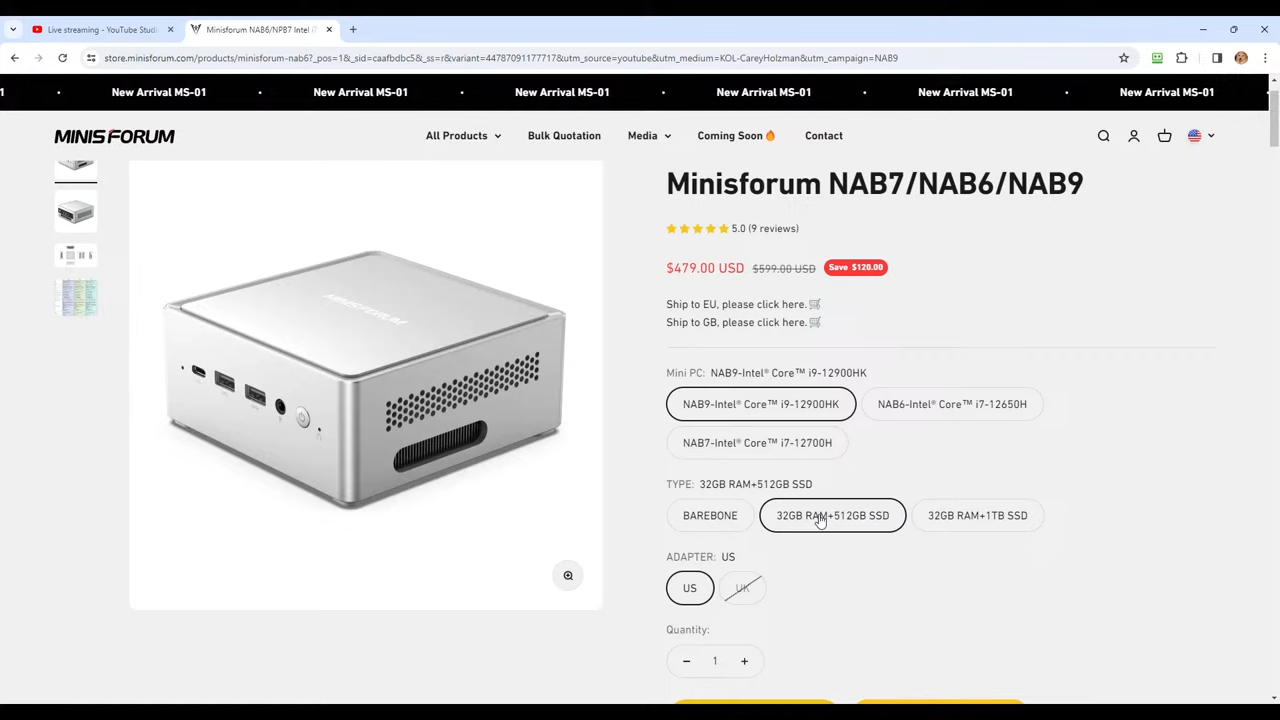 Live streaming - YouTube Studi
Minisforum NAB6/NPB7 Intel i7
store.minisforum.com/products/minisforum-nab6?_pos=1&_sid=caafbdbc5&_ss=r&variant=44787091177717&utm_source=youtube&utm_medium=KOL-CareyHolzman&utm_campaign=NAB9
1 • New Arrival MS-01 • New Arrival MS-01 • New Arrival MS-01 • New Arrival MS-01 • New Arrival MS-01 • New Arrival MS-01
MINISFORUM
All Products
Bulk Quotation
Media
Coming Soon🔥
Contact
Minisforum NAB7/NAB6/NAB9
5.0 (9 reviews)
$479.00 USD $599.00 USD Save $120.00
Ship to EU, please click here.🛒
Ship to GB, please click here.🛒
Mini PC: NAB9-Intel® Core™ i9-12900HK
NAB9-Intel® Core™ i9-12900HK
NAB6-Intel® Core™ i7-12650H
NAB7-Intel® Core™ i7-12700H
TYPE: 32GB RAM+512GB SSD
BAREBONE
32GB RAM+512GB SSD
32GB RAM+1TB SSD
ADAPTER: US
US
UK
Quantity:
− 1 +
MINISFORUM